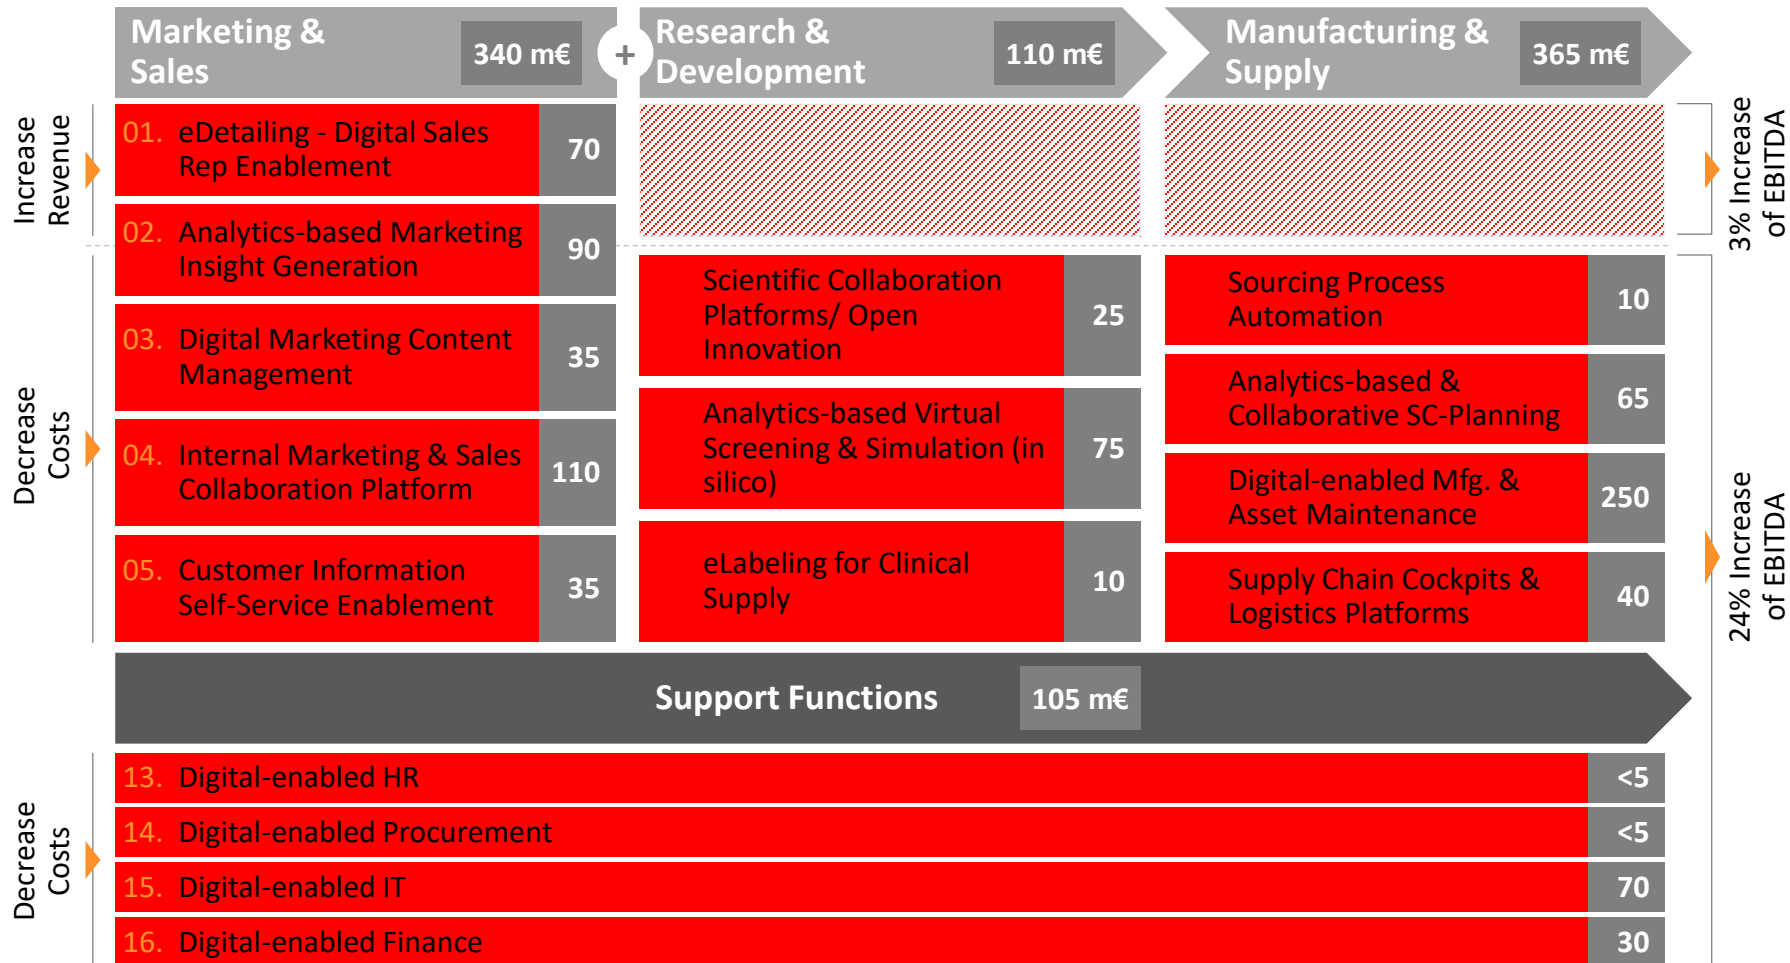 Marketing &
Sales
340 m€
+
Research &
Development
110 m€
Manufacturing &
Supply
365 m€
Increase
Revenue
01. eDetailing - Digital Sales
Rep Enablement
70
02. Analytics-based Marketing
Insight Generation
90
3% Increase
of EBITDA
Decrease
Costs
03. Digital Marketing Content
Management
35
04. Internal Marketing & Sales
Collaboration Platform
110
05. Customer Information
Self-Service Enablement
35
Scientific Collaboration
Platforms/ Open
Innovation
25
Analytics-based Virtual
Screening & Simulation (in
silico)
75
eLabeling for Clinical
Supply
10
Sourcing Process
Automation
10
Analytics-based &
Collaborative SC-Planning
65
Digital-enabled Mfg. &
Asset Maintenance
250
Supply Chain Cockpits &
Logistics Platforms
40
24% Increase
of EBITDA
Support Functions
105 m€
Decrease
Costs
13. Digital-enabled HR
<5
14. Digital-enabled Procurement
<5
15. Digital-enabled IT
70
16. Digital-enabled Finance
30